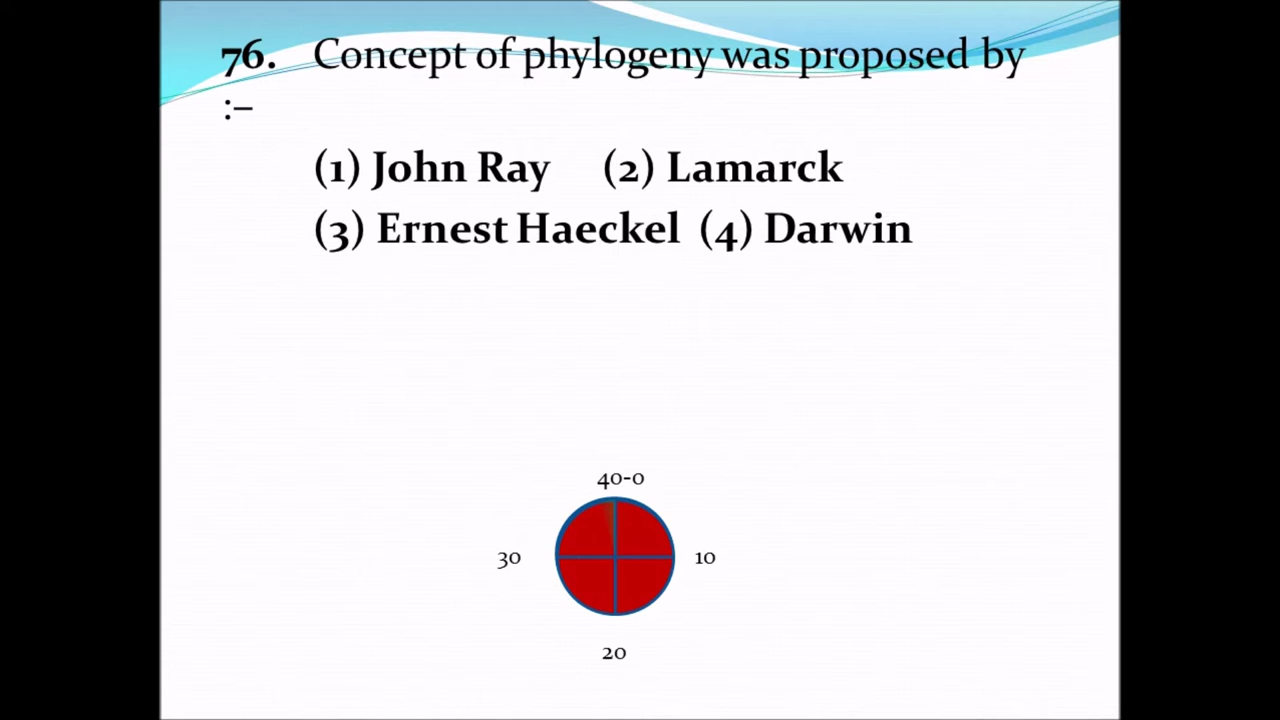 76. Concept of phylogeny was proposed by
:–
(1) John Ray (2) Lamarck
(3) Ernest Haeckel (4) Darwin
40-0
30 10
20